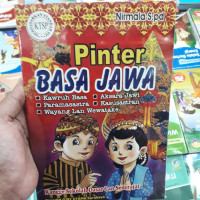 KTSP
Nirmala S.pd
Pinter
BASA JAWA
• Kawruh Basa • Aksara Jawi
• Paramasastra • Kasusastran
• Wayang Lan Wewatake